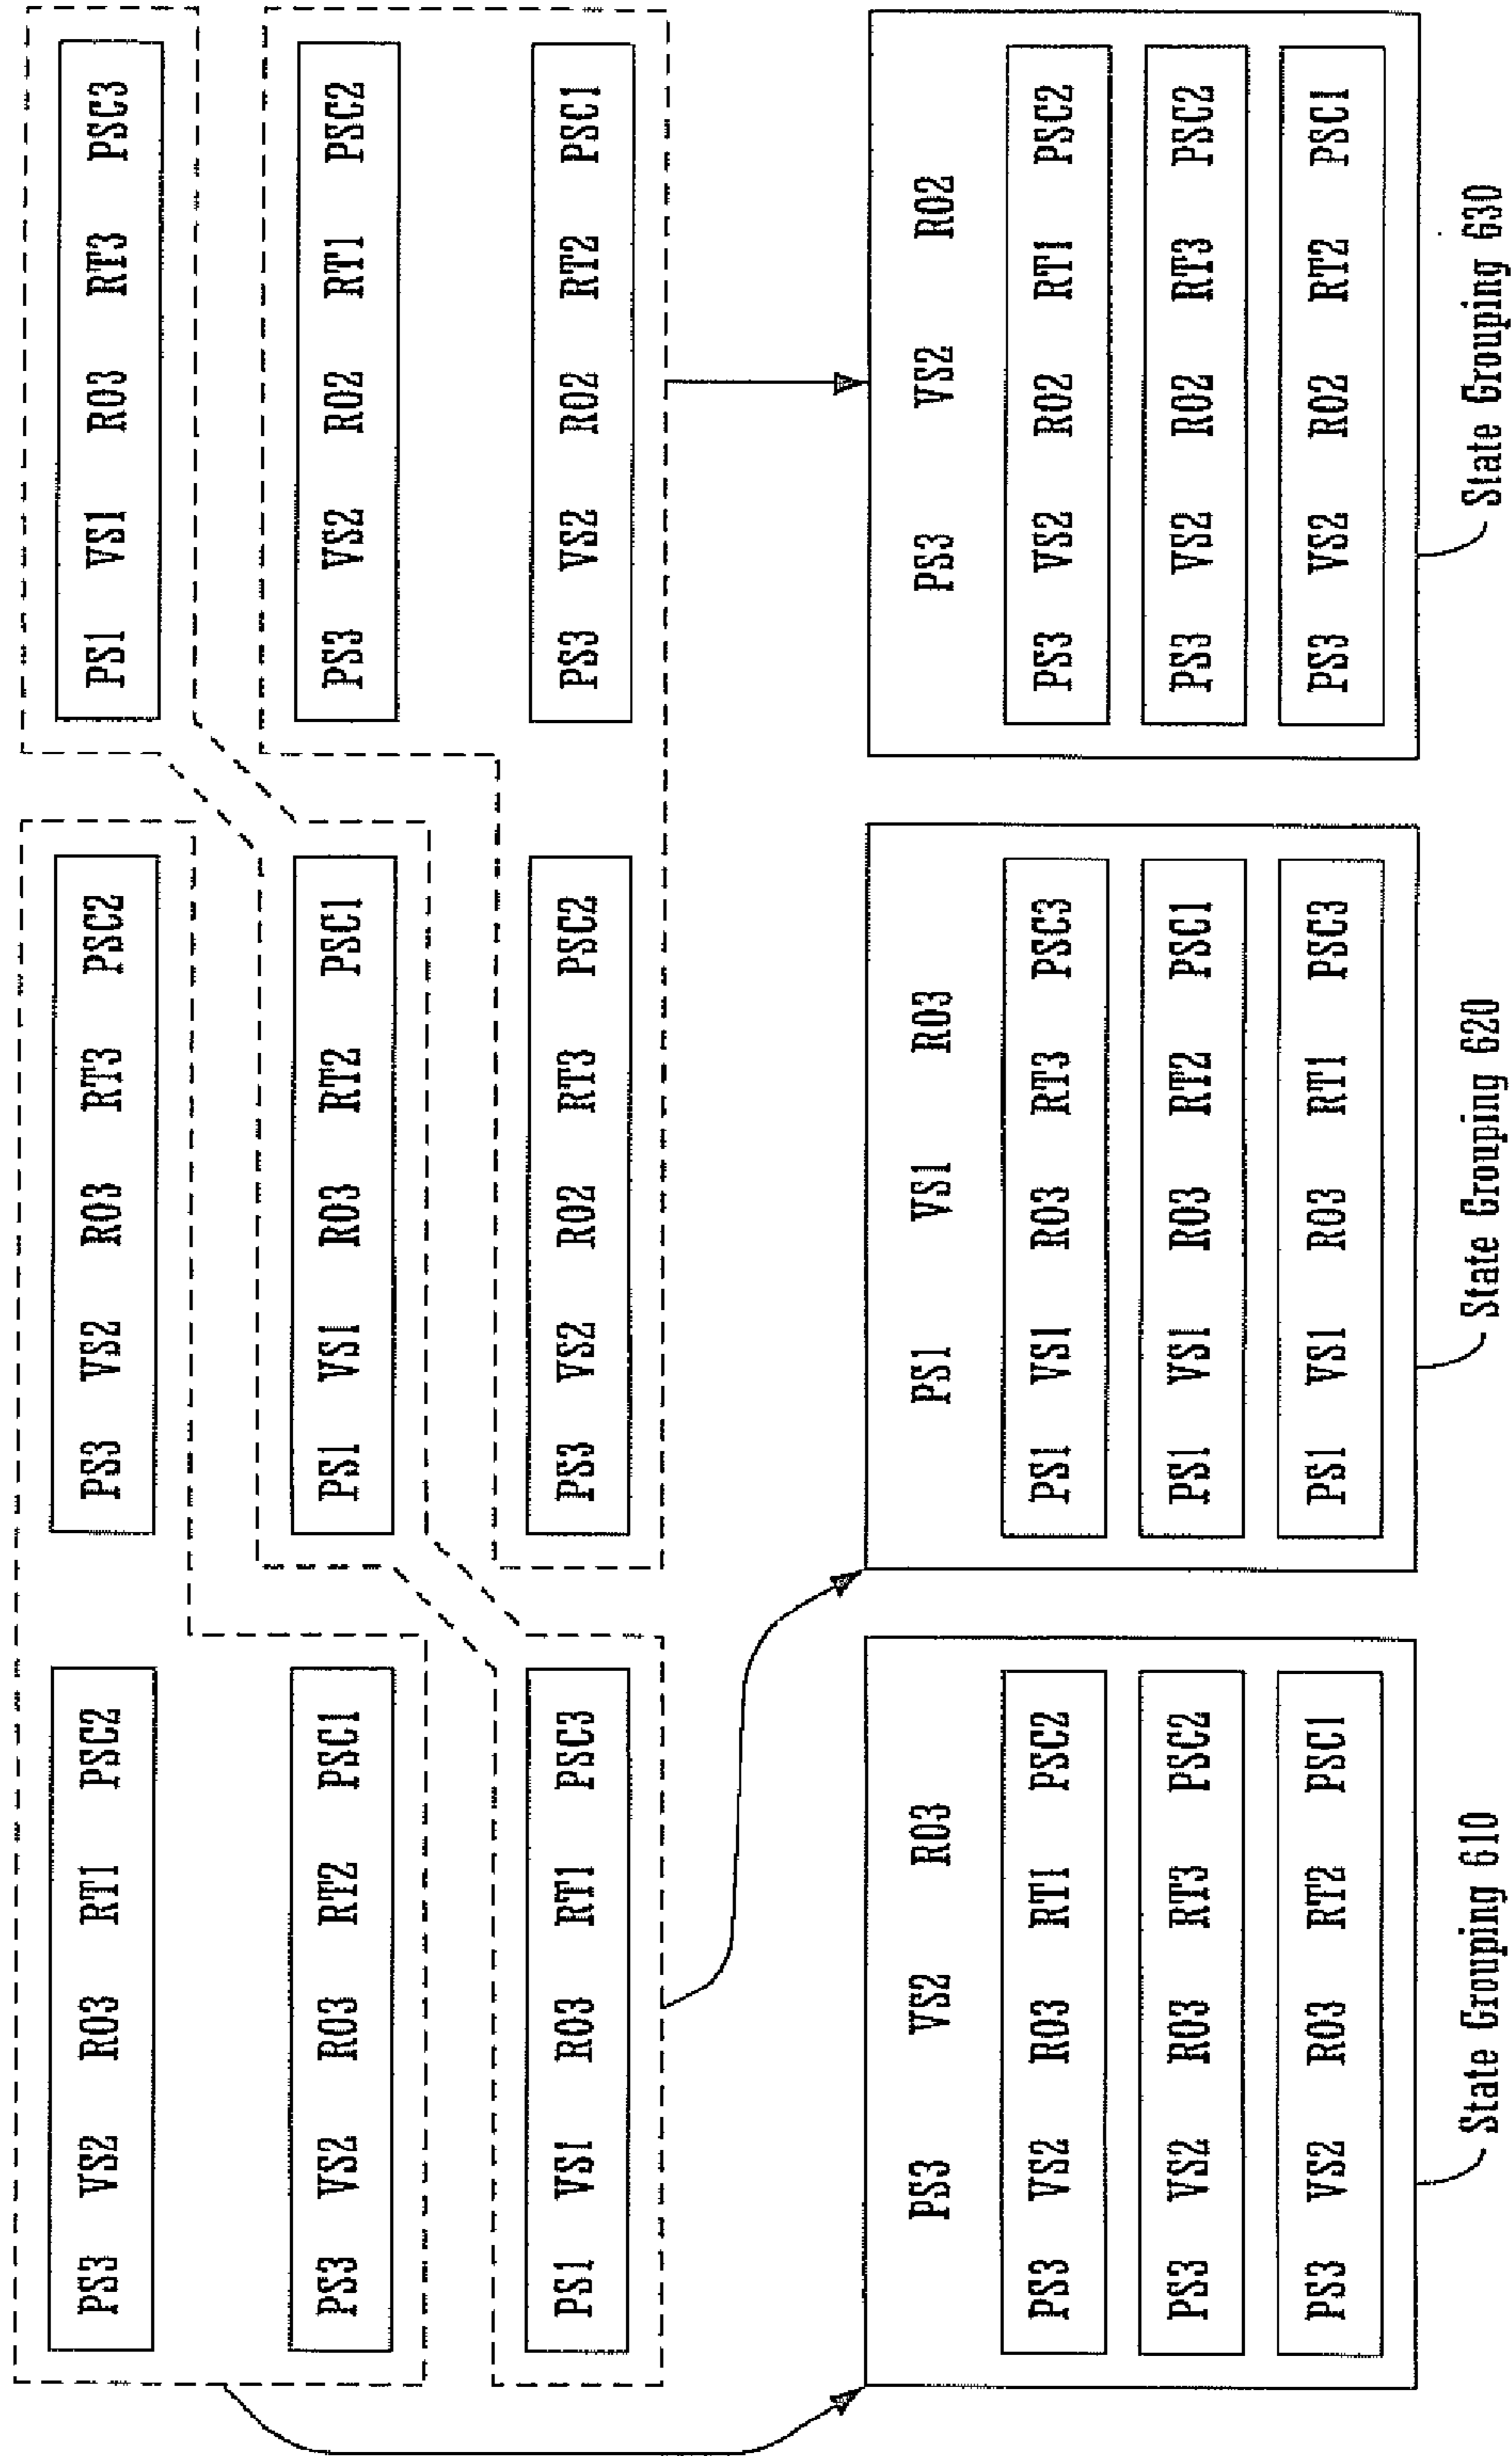 PS3 VS2 RO3 RT1 PSC2
PS3 VS2 RO3 RT3 PSC2
PS1 VS1 RO3 RT3 PSC3
PS3 VS2 RO3 RT2 PSC1
PS1 VS1 RO3 RT2 PSC1
PS3 VS2 RO2 RT1 PSC2
PS1 VS1 RO3 RT1 PSC3
PS3 VS2 RO2 RT3 PSC2
PS3 VS2 RO2 RT2 PSC1
PS3 VS2 RO3
PS3 VS2 RO3 RT1 PSC2
PS3 VS2 RO3 RT3 PSC2
PS3 VS2 RO3 RT2 PSC1
State Grouping 610
PS1 VS1 RO3
PS1 VS1 RO3 RT3 PSC3
PS1 VS1 RO3 RT2 PSC1
PS1 VS1 RO3 RT1 PSC3
State Grouping 620
PS3 VS2 RO2
PS3 VS2 RO2 RT1 PSC2
PS3 VS2 RO2 RT3 PSC2
PS3 VS2 RO2 RT2 PSC1
State Grouping 630